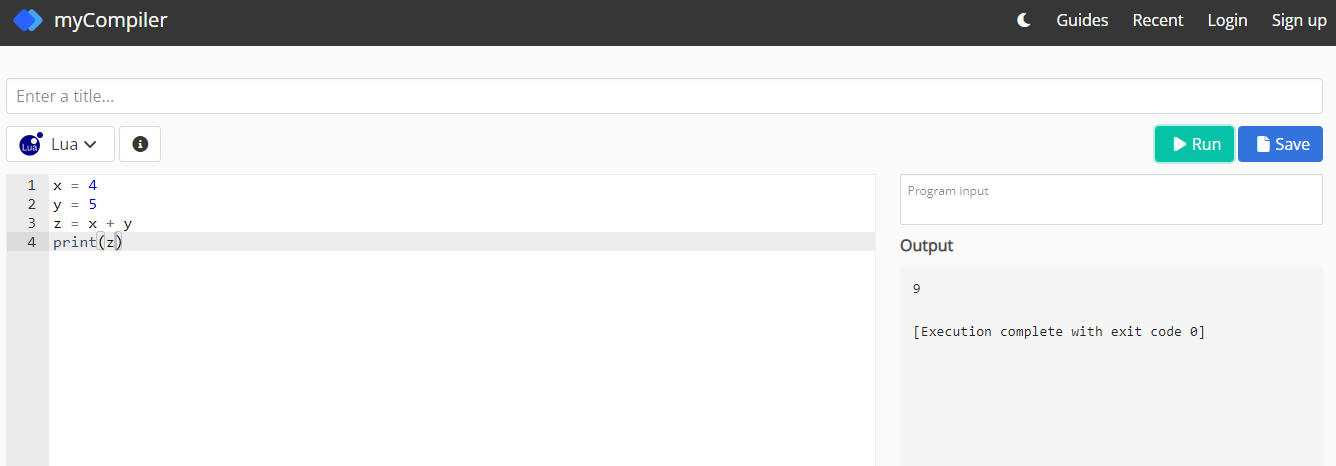 myCompiler
Guides Recent Login Sign up
Enter a title...
Lua Lua
Run Save
1 x = 4
2 y = 5
3 z = x + y
4 print(z)
Program input
Output
9
[Execution complete with exit code 0]